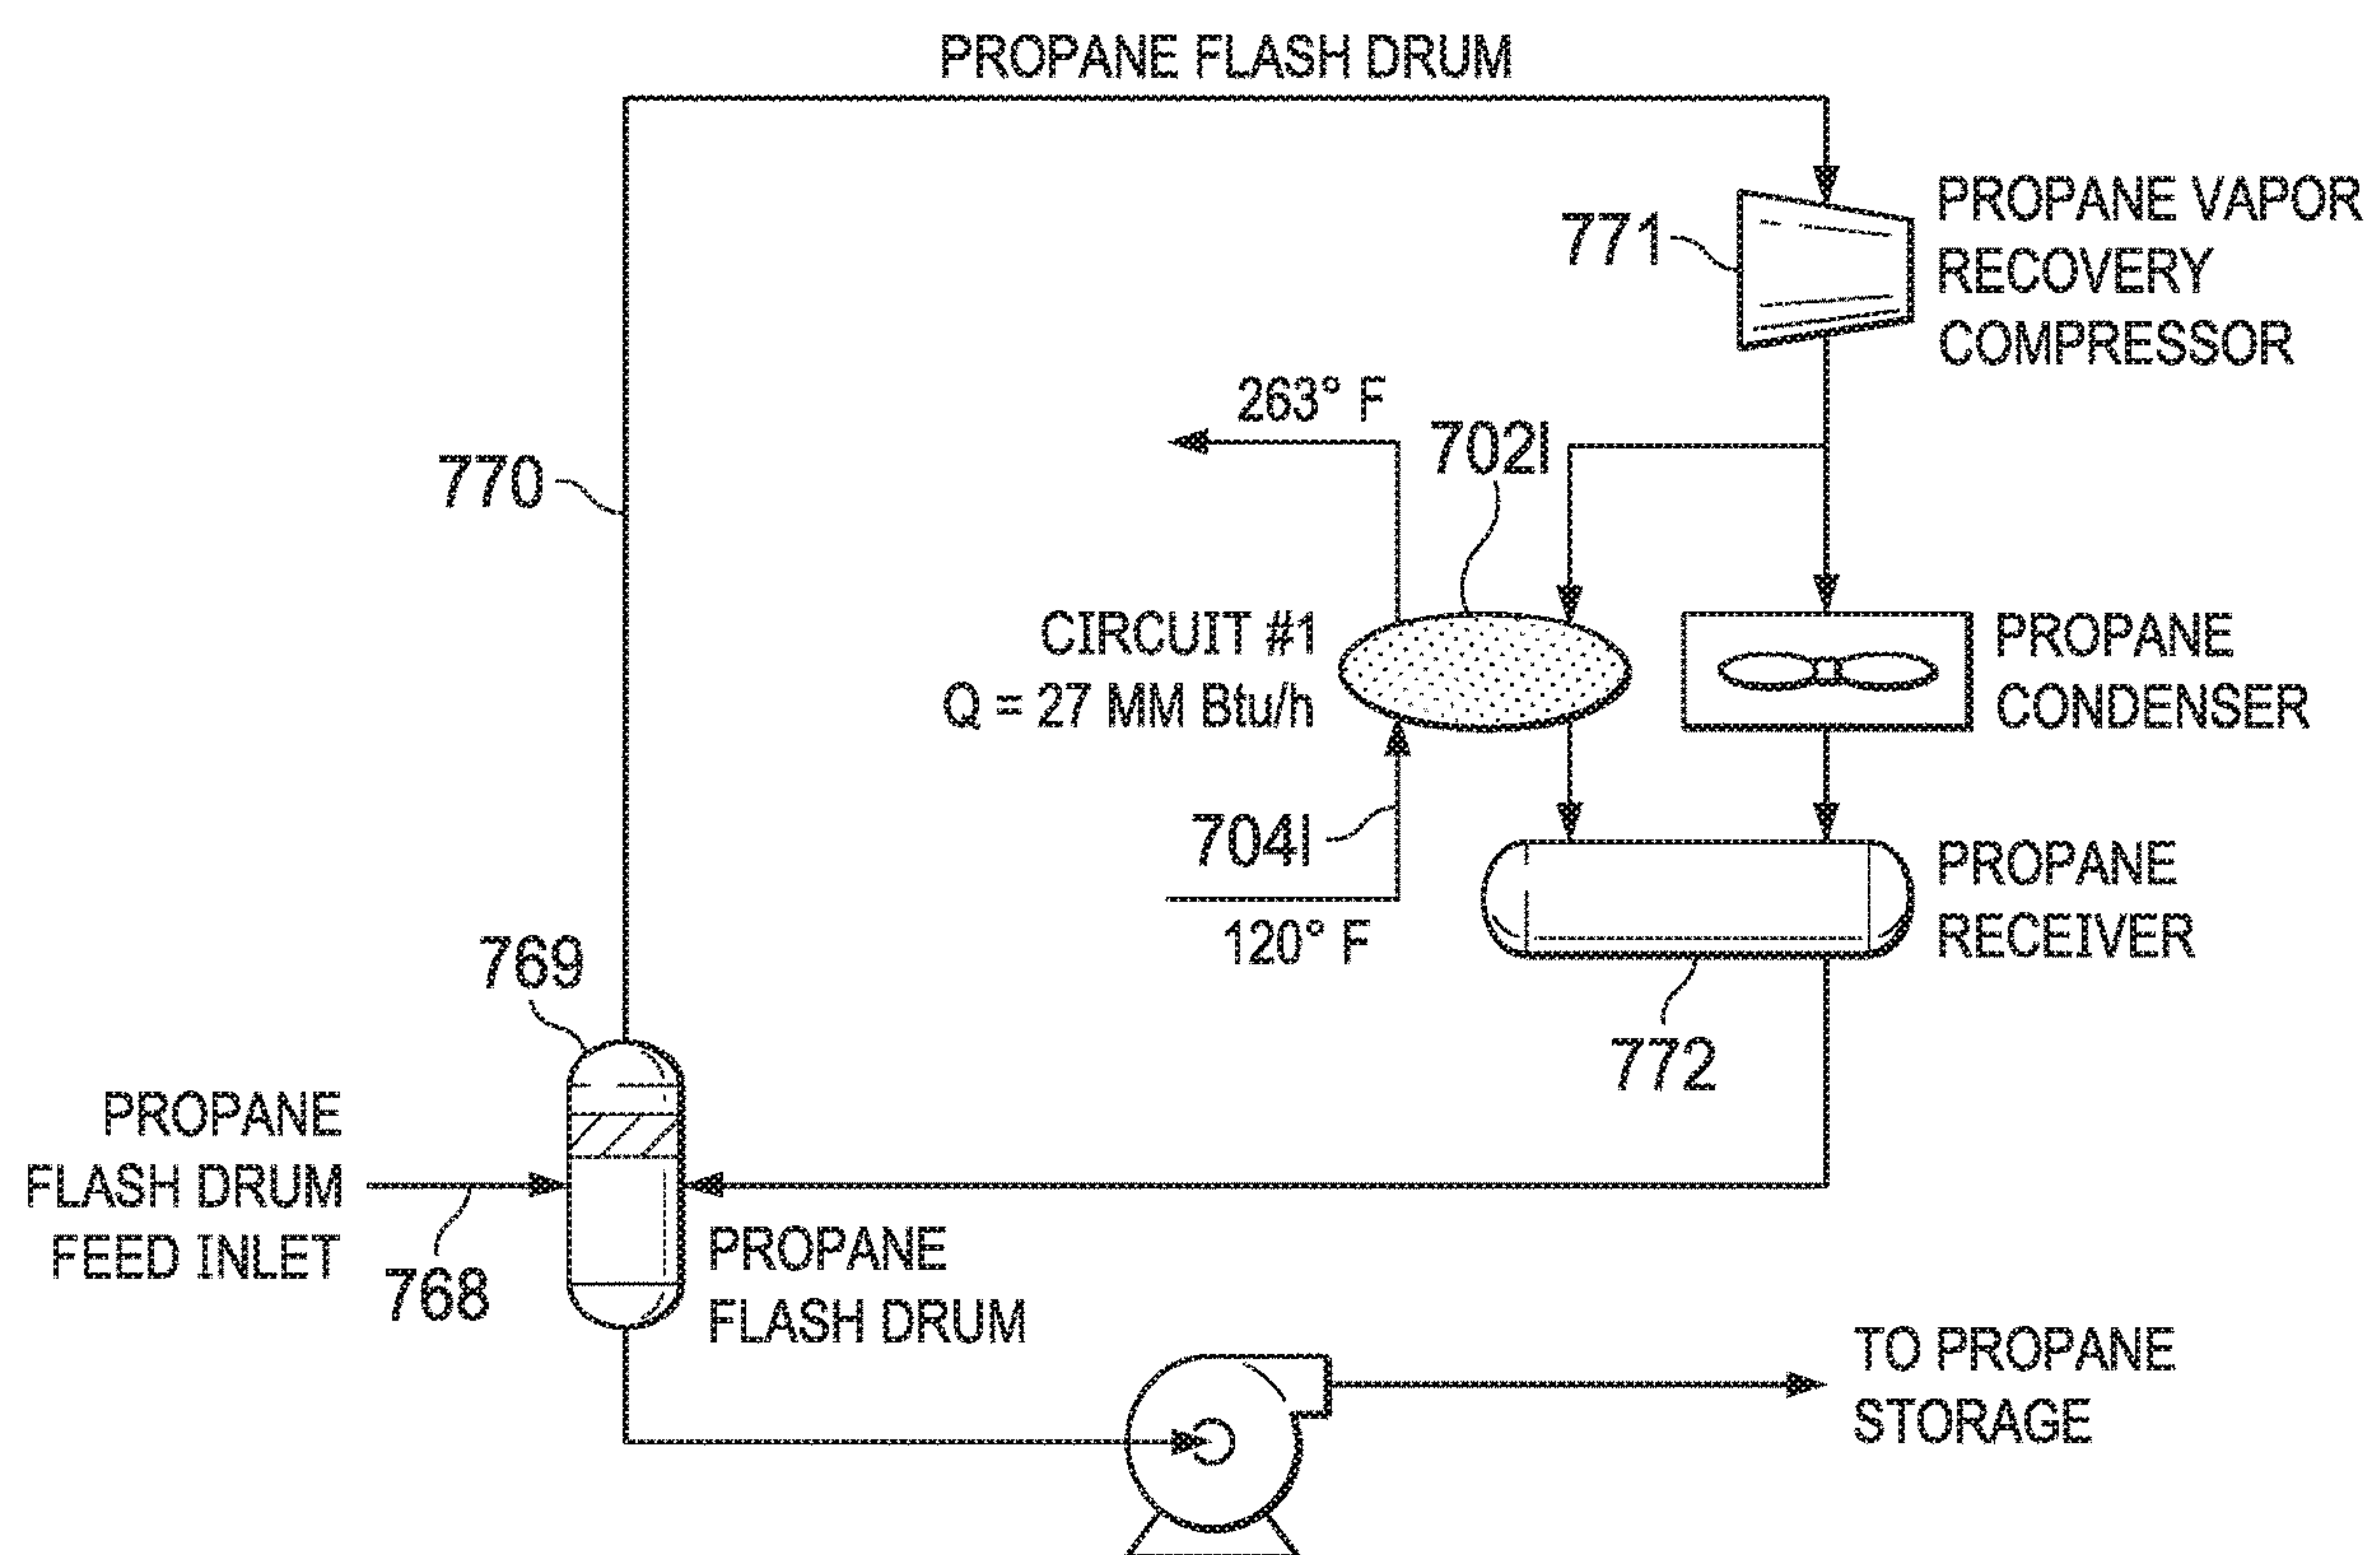 PROPANE FLASH DRUM
771
PROPANE VAPOR
RECOVERY
COMPRESSOR
263° F
702I
770
CIRCUIT #1
Q = 27 MM Btu/h
PROPANE
CONDENSER
704I
120° F
PROPANE
RECEIVER
769
772
PROPANE
FLASH DRUM
FEED INLET
768
PROPANE
FLASH DRUM
TO PROPANE
STORAGE